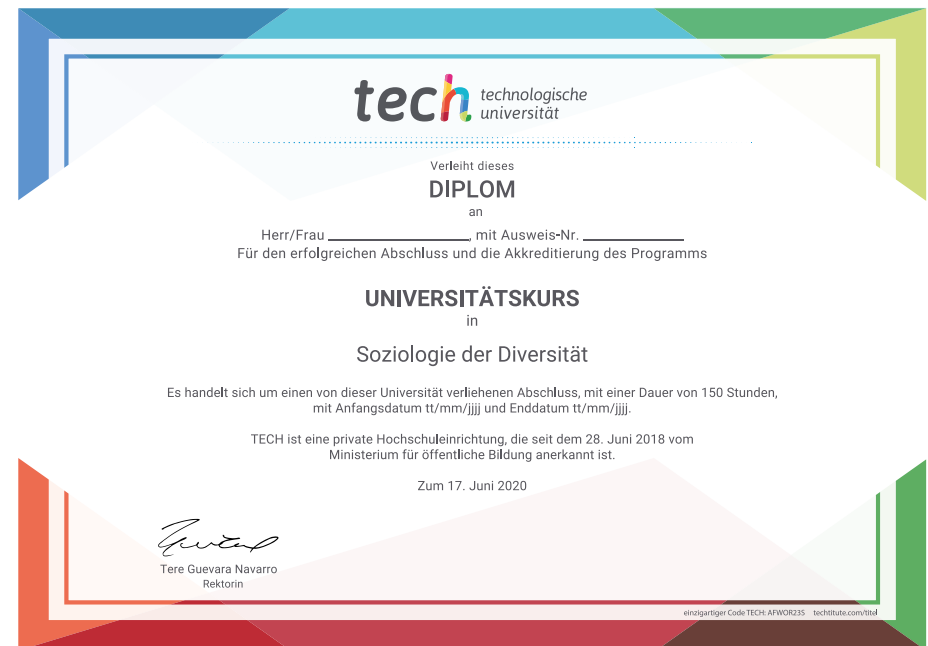 tech technologische
universität
Verleiht dieses
DIPLOM
an
Herr/Frau ____________, mit Ausweis-Nr. ____________
Für den erfolgreichen Abschluss und die Akkreditierung des Programms
UNIVERSITÄTSKURS
in
Soziologie der Diversität
Es handelt sich um einen von dieser Universität verliehenen Abschluss, mit einer Dauer von 150 Stunden,
mit Anfangsdatum tt/mm/jjjj und Enddatum tt/mm/jjjj.
TECH ist eine private Hochschuleinrichtung, die seit dem 28. Juni 2018 vom
Ministerium für öffentliche Bildung anerkannt ist.
Zum 17. Juni 2020
Tere Guevara Navarro
Rektorin
einzigartiger Code TECH: AFWOR23S techtitute.com/titel